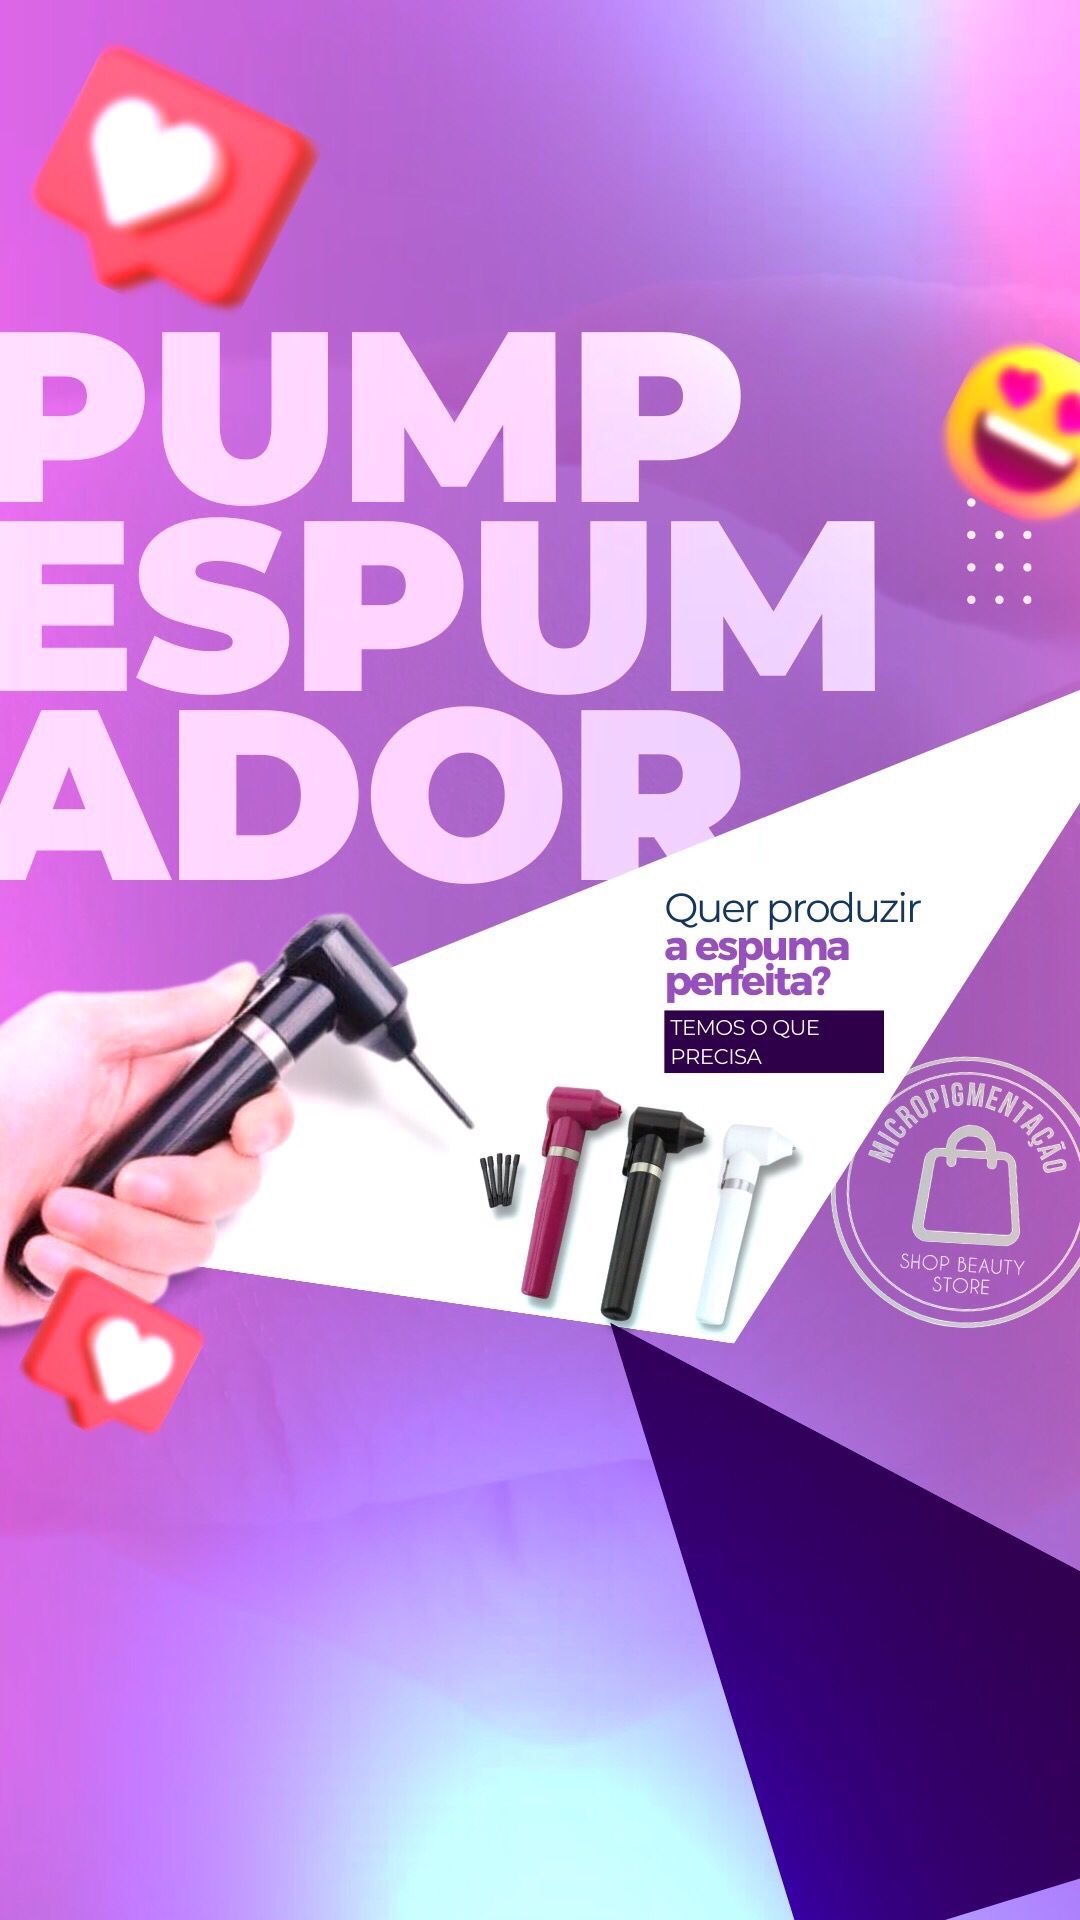 PUMP
ESPUM
ADOR
Quer produzir
a espuma
perfeita?
TEMOS O QUE
PRECISA
MICROPIGMENTAÇÃO
SHOP BEAUTY
STORE